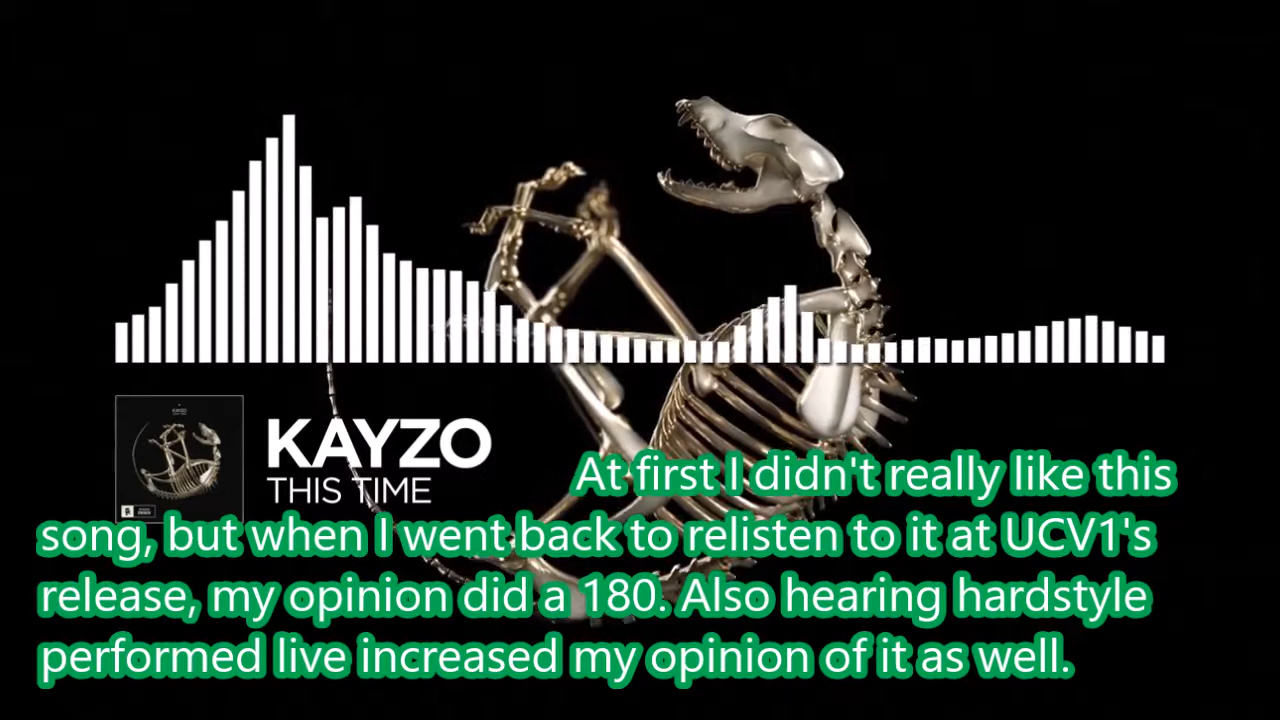 KAYZO
THIS TIME
At first I didn't really like this
song, but when I went back to relisten to it at UCV1's
release, my opinion did a 180. Also hearing hardstyle
performed live increased my opinion of it as well.
KAYZO